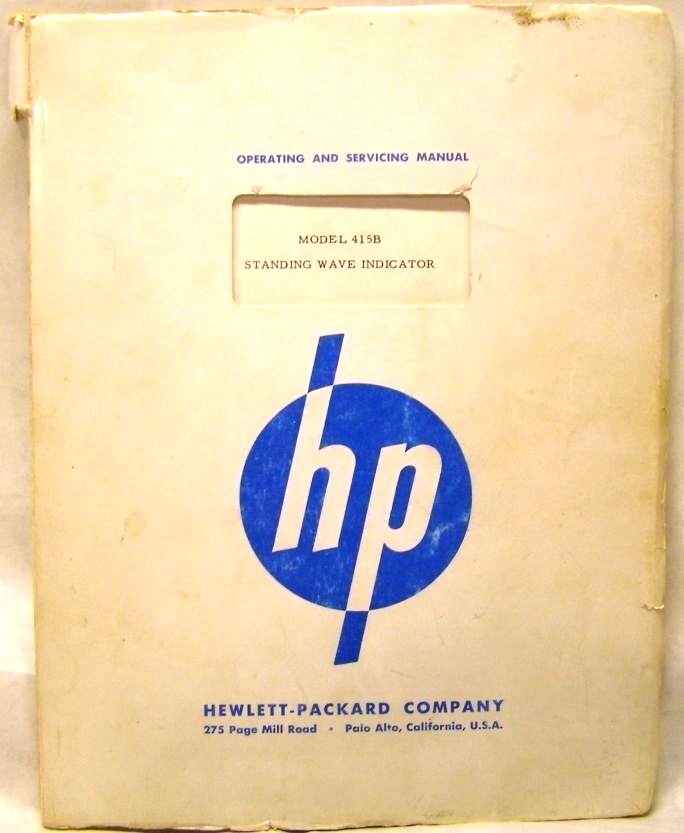 OPERATING AND SERVICING MANUAL
MODEL 415B
STANDING WAVE INDICATOR
hp
HEWLETT-PACKARD COMPANY
275 Page Mill Road • Palo Alto, California, U.S.A.